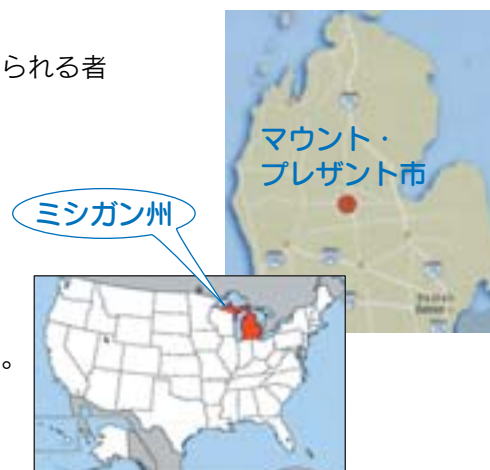 られる者
マウント・
プレザント市
ミシガン州
。